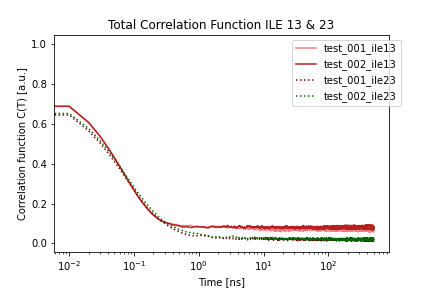 Total Correlation Function ILE 13 & 23
Correlation function C(T) [a.u.]
1.0
0.8
0.6
0.4
0.2
0.0
test_001_ile13
test_002_ile13
test_001_ile23
test_002_ile23
10⁻² 10⁻¹ 10⁰ 10¹ 10²
Time [ns]